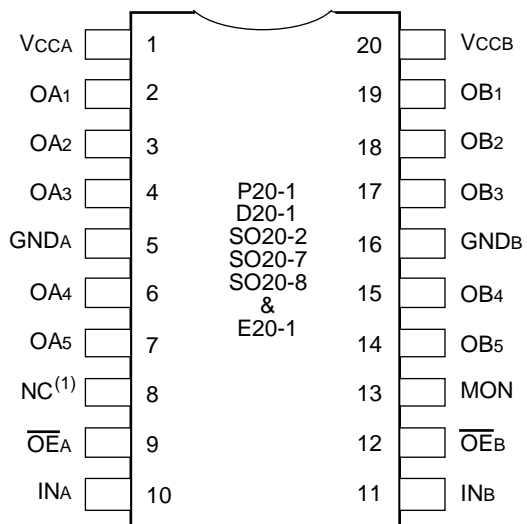 VCCA 1 20 VCCB
OA1 2 19 OB1
OA2 3 18 OB2
OA3 4 17 OB3
GNDA 5 16 GNDB
OA4 6 15 OB4
OA5 7 14 OB5
NC(1) 8 13 MON
OEA 9 12 OEB
INA 10 11 INB
P20-1
D20-1
SO20-2
SO20-7
SO20-8
&
E20-1